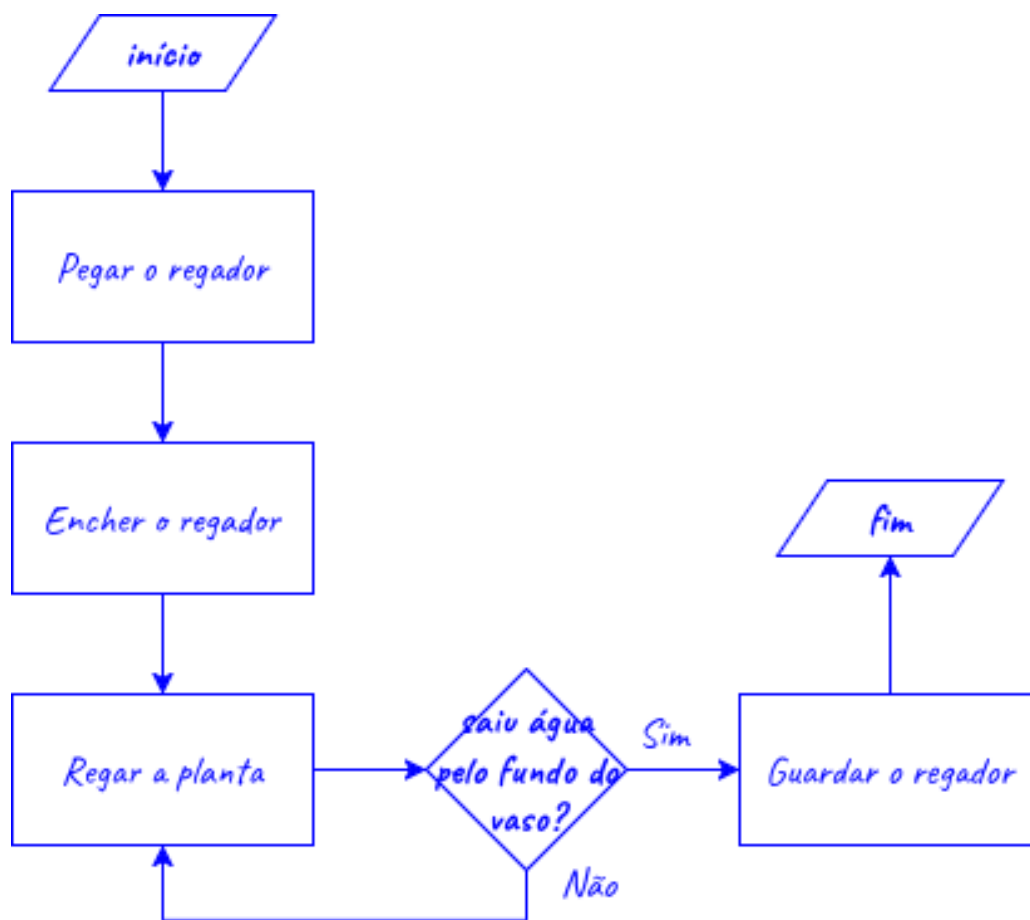 início
Pegar o regador
Encher o regador
Regar a planta
saiu água
pelo fundo do
vaso?
Sim
Não
Guardar o regador
fim